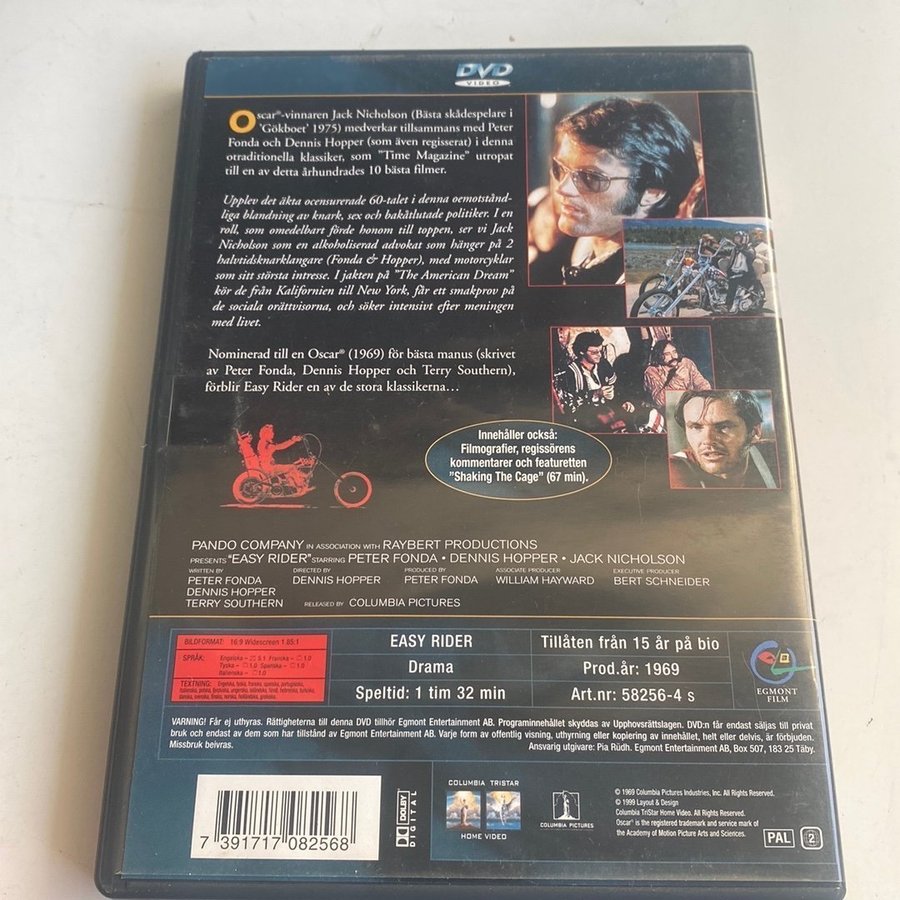 DVD
VIDEO
Oscar®-vinnaren Jack Nicholson (Bästa skådespelare i
'Gökboet' 1975) medverkar tillsammans med Peter
Fonda och Dennis Hopper (som även regisserat) i denna
otraditionella klassiker, som "Time Magazine" utropat
till en av detta århundrades 10 bästa filmer.
Upplev det äkta ocensurerade 60-talet i denna oemotstånd-
liga blandning av knark, sex och bakåtlutade politiker. I en
roll, som omedelbart förde honom till toppen, ser vi Jack
Nicholson som en alkoholiserad advokat som hänger på 2
halvtidsknarklangare (Fonda & Hopper), med motorcyklar
som sitt största intresse. I jakten på "The American Dream"
kör de från Kalifornien till New York, får ett smakprov på
de sociala orättvisorna, och söker intensivt efter meningen
med livet.
Nominerad till en Oscar® (1969) för bästa manus (skrivet
av Peter Fonda, Dennis Hopper och Terry Southern),
förblir Easy Rider en av de stora klassikerna...
Innehåller också:
Filmografier, regissörens
kommentarer och featuretten
"Shaking The Cage" (67 min).
PANDO COMPANY IN ASSOCIATION WITH RAYBERT PRODUCTIONS
PRESENTS "EASY RIDER" STARRING PETER FONDA • DENNIS HOPPER • JACK NICHOLSON
WRITTEN BY DIRECTED BY PRODUCED BY ASSOCIATE PRODUCER EXECUTIVE PRODUCER
PETER FONDA DENNIS HOPPER PETER FONDA WILLIAM HAYWARD BERT SCHNEIDER
DENNIS HOPPER
TERRY SOUTHERN RELEASED BY COLUMBIA PICTURES
BILDFORMAT: 16:9 Widescreen 1.85:1
SPRÅK: Engelska - 5.1 Franska - 1.0
Tyska - 1.0 Spanska - 1.0
Italienska - 1.0
TEXTNING:
EASY RIDER
Drama
Speltid: 1 tim 32 min
Tillåten från 15 år på bio
Prod.år: 1969
Art.nr: 58256-4 s
EGMONT
FILM
VARNING! Får ej uthyras. Rättigheterna till denna DVD tillhör Egmont Entertainment AB. Programinnehållet skyddas av Upphovsrättslagen. DVD:n får endast säljas till privat
bruk och endast av dem som har tillstånd av Egmont Entertainment AB. Varje form av offentlig visning, uthyrning eller kopiering av innehållet, helt eller delvis, är förbjuden.
Missbruk beivras. Ansvarig utgivare: Pia Rüdh. Egmont Entertainment AB, Box 507, 183 25 Täby.
7 391717 082568
DOLBY
DIGITAL
COLUMBIA TRISTAR
HOME VIDEO
COLUMBIA PICTURES
© 1969 Columbia Pictures Industries, Inc. All Rights Reserved.
© 1999 Layout & Design
Columbia TriStar Home Video. All Rights Reserved.
Oscar® is the registered trademark and service mark of
the Academy of Motion Picture Arts and Sciences.
PAL
2